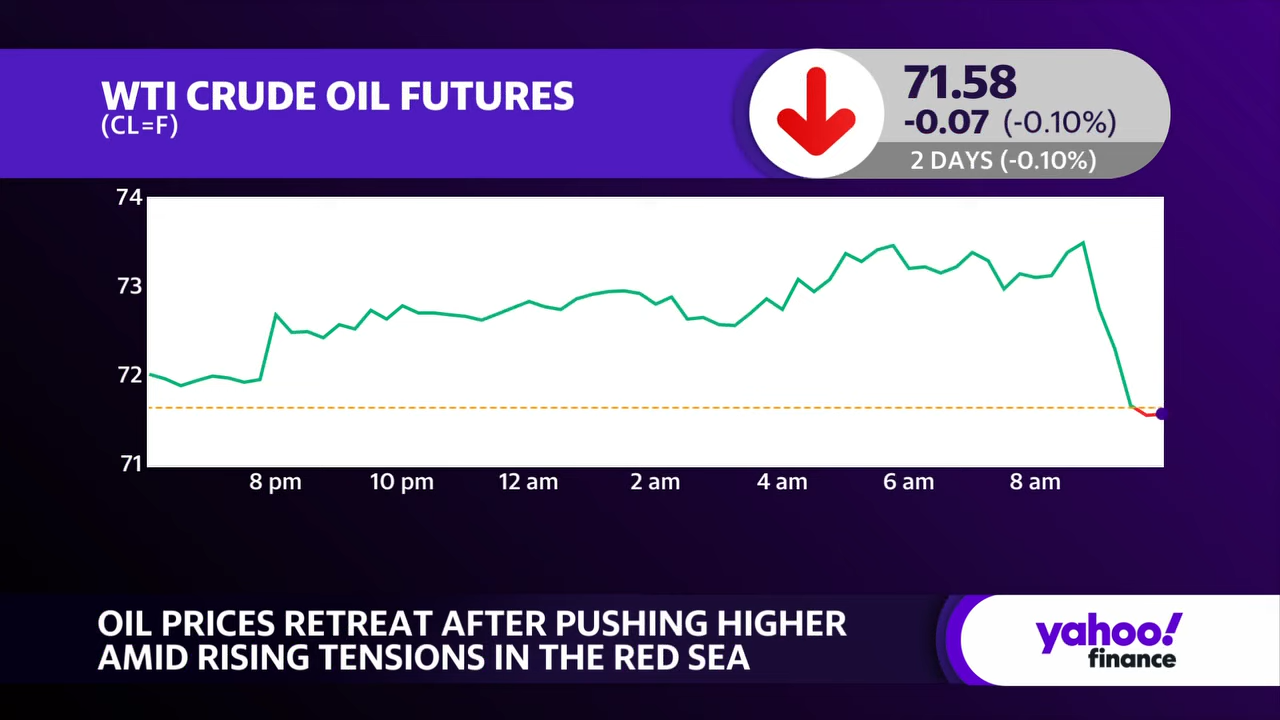 WTI CRUDE OIL FUTURES
(CL=F)
71.58
-0.07 (-0.10%)
2 DAYS (-0.10%)
74
73
72
71
8 pm 10 pm 12 am 2 am 4 am 6 am 8 am
OIL PRICES RETREAT AFTER PUSHING HIGHER
AMID RISING TENSIONS IN THE RED SEA
yahoo!
finance